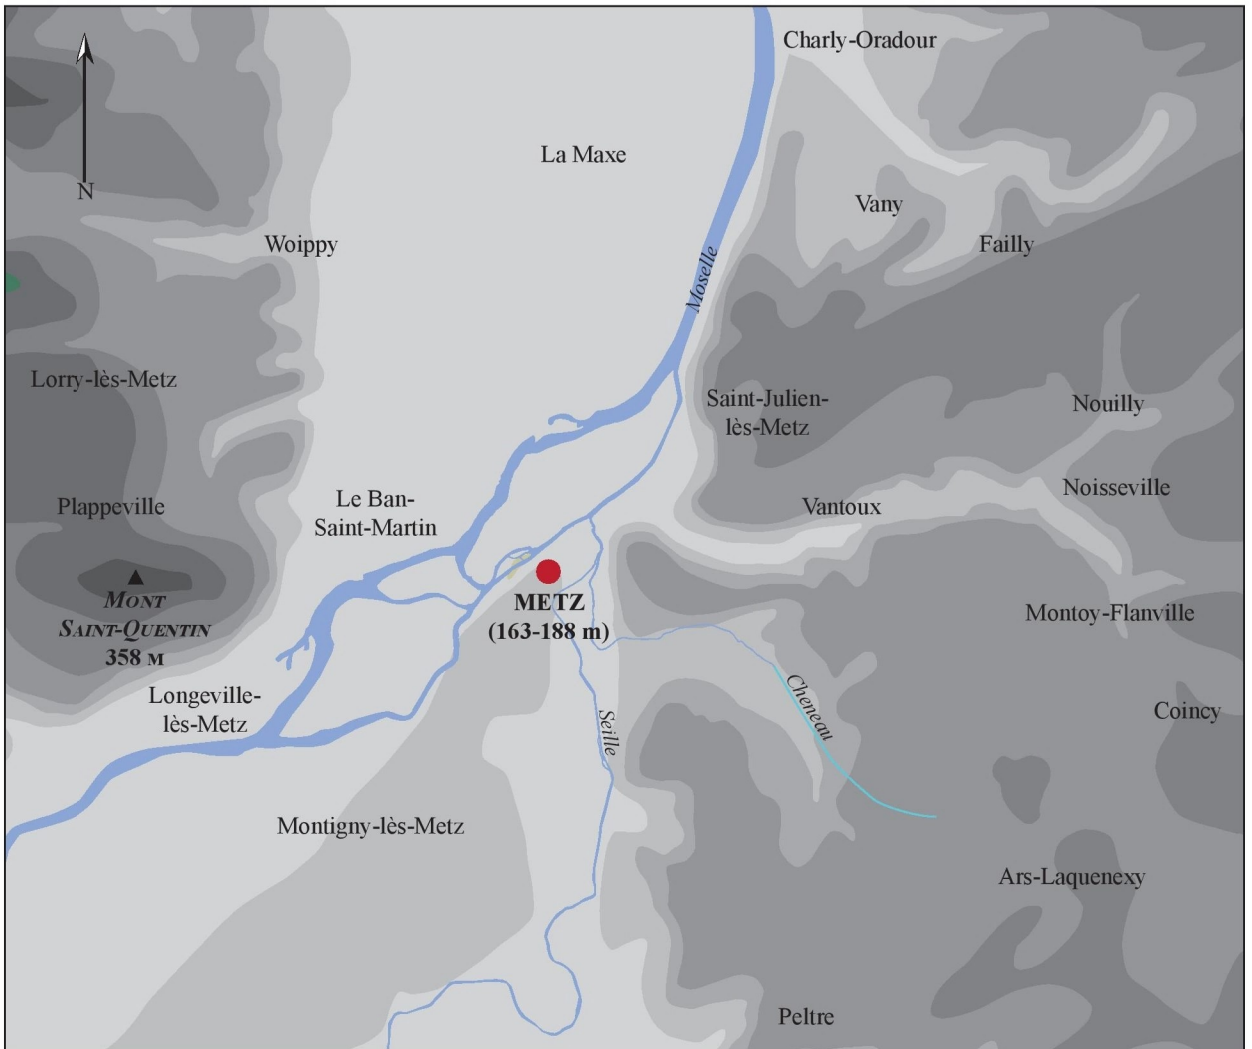 Charly-Oradour
La Maxe
N
Vany
Woippy
Failly
Moselle
Lorry-lès-Metz
Saint-Julien-
lès-Metz
Nouilly
Plappeville
Le Ban-
Saint-Martin
Vantoux
Noisseville
METZ
(163-188 m)
MONT
SAINT-QUENTIN
358 M
Montoy-Flanville
Longeville-
lès-Metz
Cheneau
Seille
Coincy
Montigny-lès-Metz
Ars-Laquenexy
Peltre